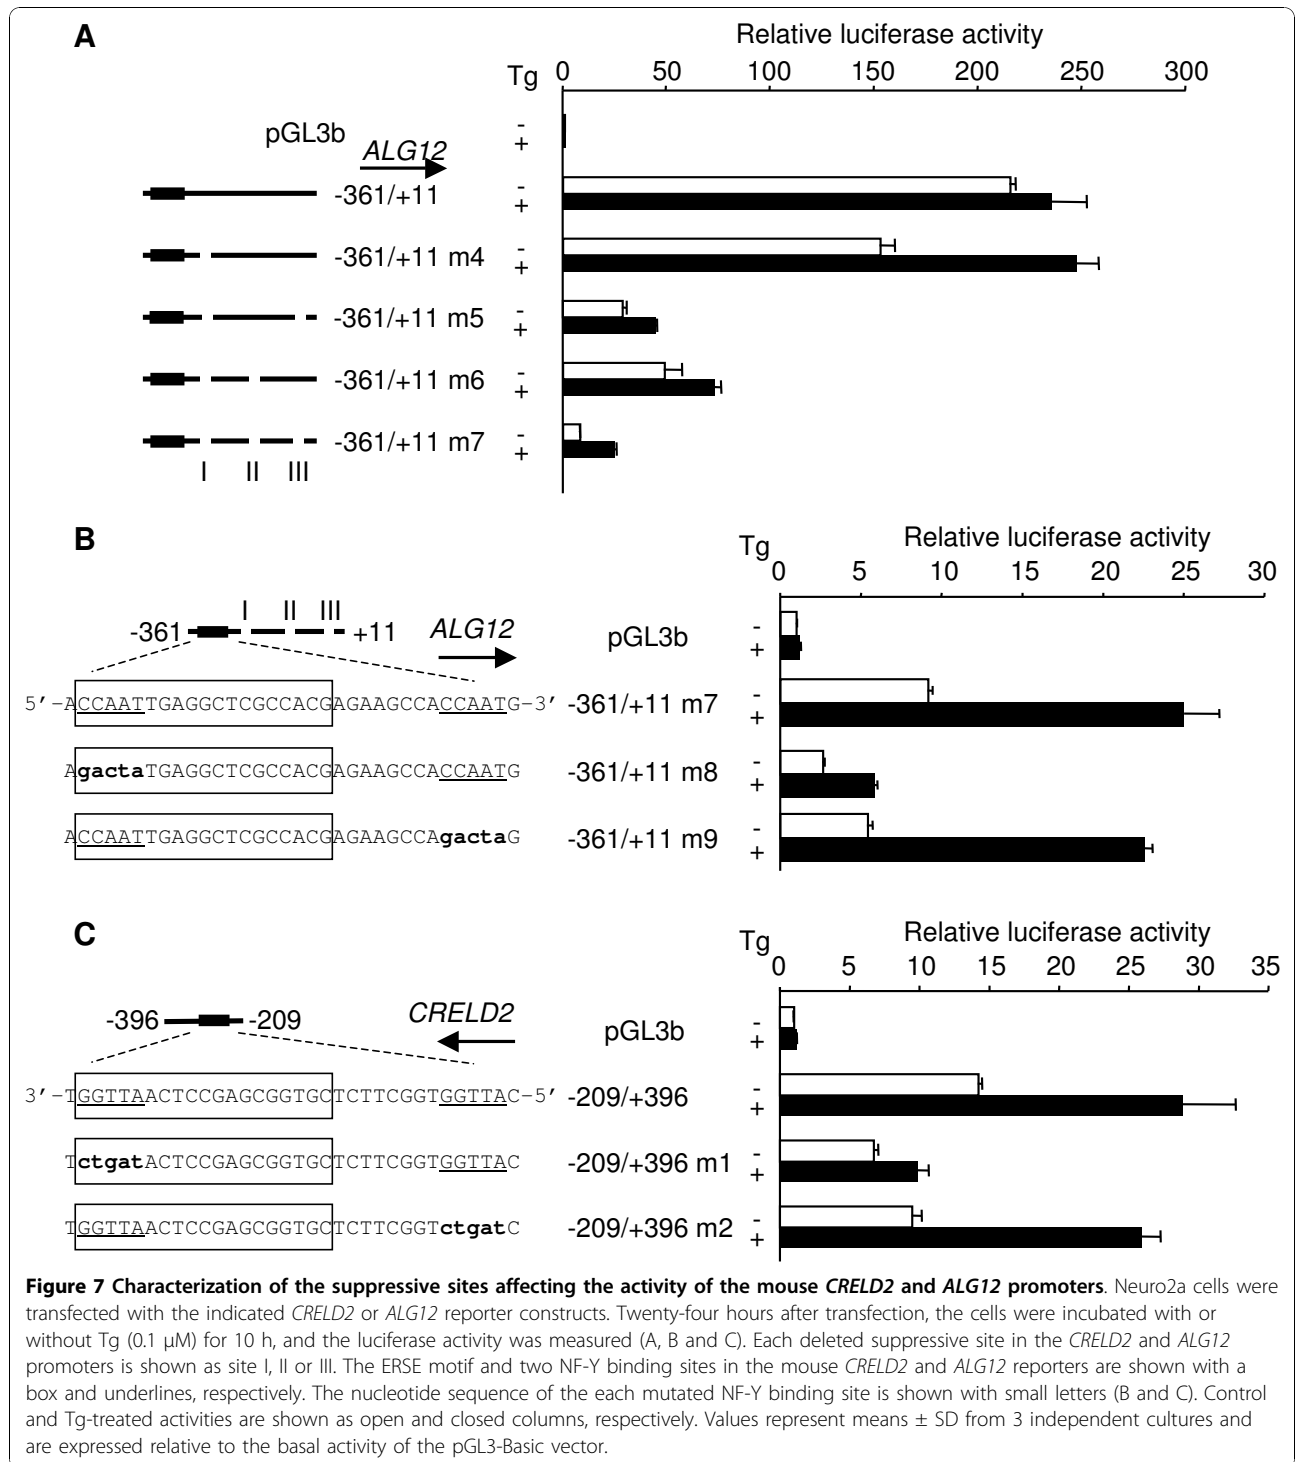 A
Relative luciferase activity
Tg 0 50 100 150 200 250 300
pGL3b - +
ALG12
-361/+11 - +
-361/+11 m4 - +
-361/+11 m5 - +
-361/+11 m6 - +
-361/+11 m7 - +
I II III
B
Relative luciferase activity
Tg 0 5 10 15 20 25 30
I II III
-361 +11 ALG12
pGL3b - +
5’-ACCAATTGAGGCTCGCCACGAGAAGCCACCAATG-3’ -361/+11 m7 - +
AgactaTGAGGCTCGCCACGAGAAGCCACCAATG -361/+11 m8 - +
ACCAATTGAGGCTCGCCACGAGAAGCCAgactaG -361/+11 m9 - +
C
Relative luciferase activity
Tg 0 5 10 15 20 25 30 35
-396 -209 CRELD2
pGL3b - +
3’-TGGTTAACTCCGAGCGGTGCTCTTCGGTGGTTAC-5’ -209/+396 - +
TctgatACTCCGAGCGGTGCTCTTCGGTGGTTAC -209/+396 m1 - +
TGGTTAACTCCGAGCGGTGCTCTTCGGTctgatC -209/+396 m2 - +
Figure 7 Characterization of the suppressive sites affecting the activity of the mouse CRELD2 and ALG12 promoters. Neuro2a cells were
transfected with the indicated CRELD2 or ALG12 reporter constructs. Twenty-four hours after transfection, the cells were incubated with or
without Tg (0.1 μM) for 10 h, and the luciferase activity was measured (A, B and C). Each deleted suppressive site in the CRELD2 and ALG12
promoters is shown as site I, II or III. The ERSE motif and two NF-Y binding sites in the mouse CRELD2 and ALG12 reporters are shown with a
box and underlines, respectively. The nucleotide sequence of the each mutated NF-Y binding site is shown with small letters (B and C). Control
and Tg-treated activities are shown as open and closed columns, respectively. Values represent means ± SD from 3 independent cultures and
are expressed relative to the basal activity of the pGL3-Basic vector.